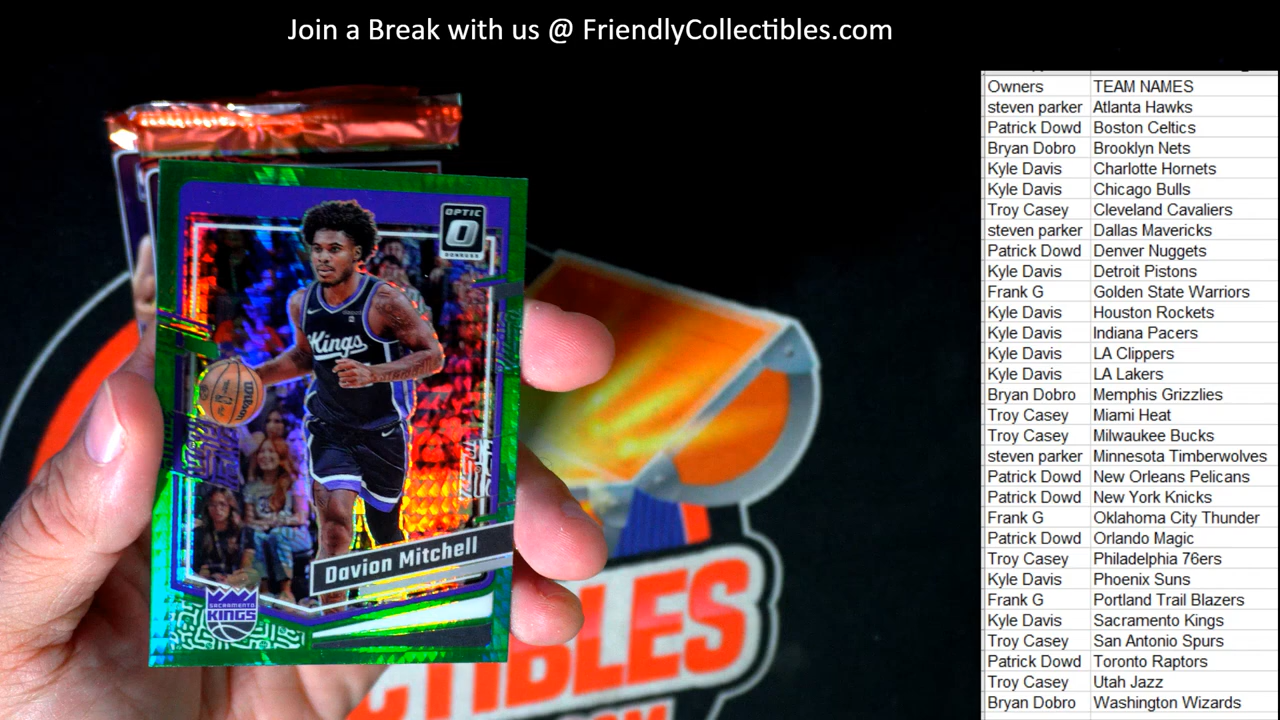 Join a Break with us @ FriendlyCollectibles.com
Owners TEAM NAMES
steven parker Atlanta Hawks
Patrick Dowd Boston Celtics
Bryan Dobro Brooklyn Nets
Kyle Davis Charlotte Hornets
Kyle Davis Chicago Bulls
Troy Casey Cleveland Cavaliers
steven parker Dallas Mavericks
Patrick Dowd Denver Nuggets
Kyle Davis Detroit Pistons
Frank G Golden State Warriors
Kyle Davis Houston Rockets
Kyle Davis Indiana Pacers
Kyle Davis LA Clippers
Kyle Davis LA Lakers
Bryan Dobro Memphis Grizzlies
Troy Casey Miami Heat
Troy Casey Milwaukee Bucks
steven parker Minnesota Timberwolves
Patrick Dowd New Orleans Pelicans
Patrick Dowd New York Knicks
Frank G Oklahoma City Thunder
Patrick Dowd Orlando Magic
Troy Casey Philadelphia 76ers
Kyle Davis Phoenix Suns
Frank G Portland Trail Blazers
Kyle Davis Sacramento Kings
Troy Casey San Antonio Spurs
Patrick Dowd Toronto Raptors
Troy Casey Utah Jazz
Bryan Dobro Washington Wizards
OPTIC
O
DONRUSS
Kings
Wilson
Davion Mitchell
SACRAMENTO
KINGS